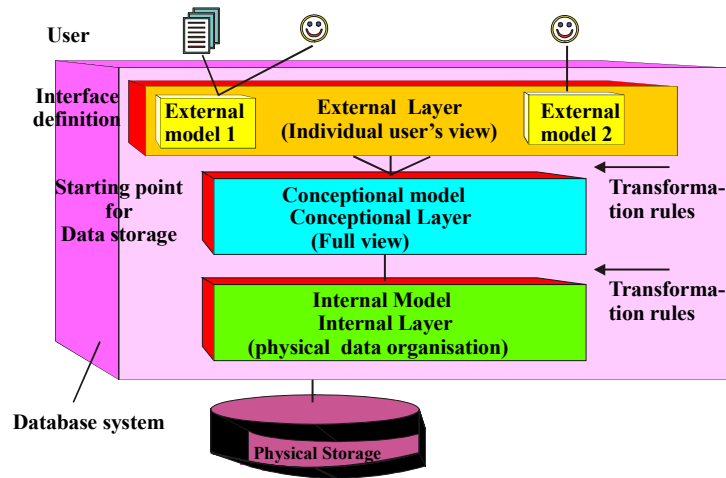 User
Interface
definition
External
model 1
External Layer
(Individual user's view)
External
model 2
Starting point
for
Data storage
Conceptional model
Conceptional Layer
(Full view)
Transforma-
tion rules
Internal Model
Internal Layer
(physical data organisation)
Transforma-
tion rules
Database system
Physical Storage